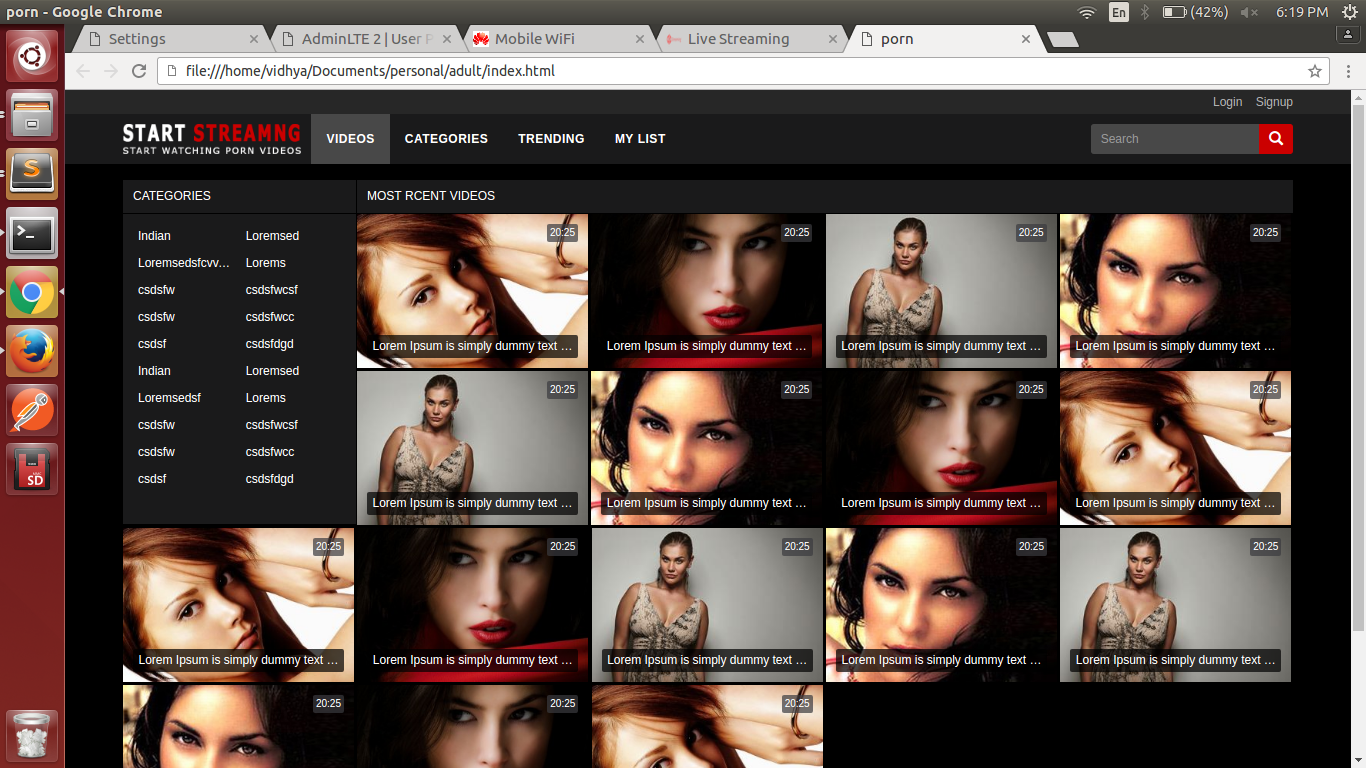 porn - Google Chrome
En
(42%)
6:19 PM
Settings
AdminLTE 2 | User P
Mobile WiFi
Live Streaming
porn
file:///home/vidhya/Documents/personal/adult/index.html
Login Signup
START STREAMNG
START WATCHING PORN VIDEOS
VIDEOS CATEGORIES TRENDING MY LIST
Search
CATEGORIES
Indian Loremsed
Loremsedsfcvv... Lorems
csdsfw csdsfwcsf
csdsfw csdsfwcc
csdsf csdsfdgd
Indian Loremsed
Loremsedsf Lorems
csdsfw csdsfwcsf
csdsfw csdsfwcc
csdsf csdsfdgd
MOST RCENT VIDEOS
20:25 20:25 20:25 20:25
Lorem Ipsum is simply dummy text ... Lorem Ipsum is simply dummy text ... Lorem Ipsum is simply dummy text ... Lorem Ipsum is simply dummy text ...
20:25 20:25 20:25 20:25
Lorem Ipsum is simply dummy text ... Lorem Ipsum is simply dummy text ... Lorem Ipsum is simply dummy text ... Lorem Ipsum is simply dummy text ...
20:25 20:25 20:25 20:25 20:25
Lorem Ipsum is simply dummy text ... Lorem Ipsum is simply dummy text ... Lorem Ipsum is simply dummy text ... Lorem Ipsum is simply dummy text ... Lorem Ipsum is simply dummy text ...
20:25 20:25 20:25
SD